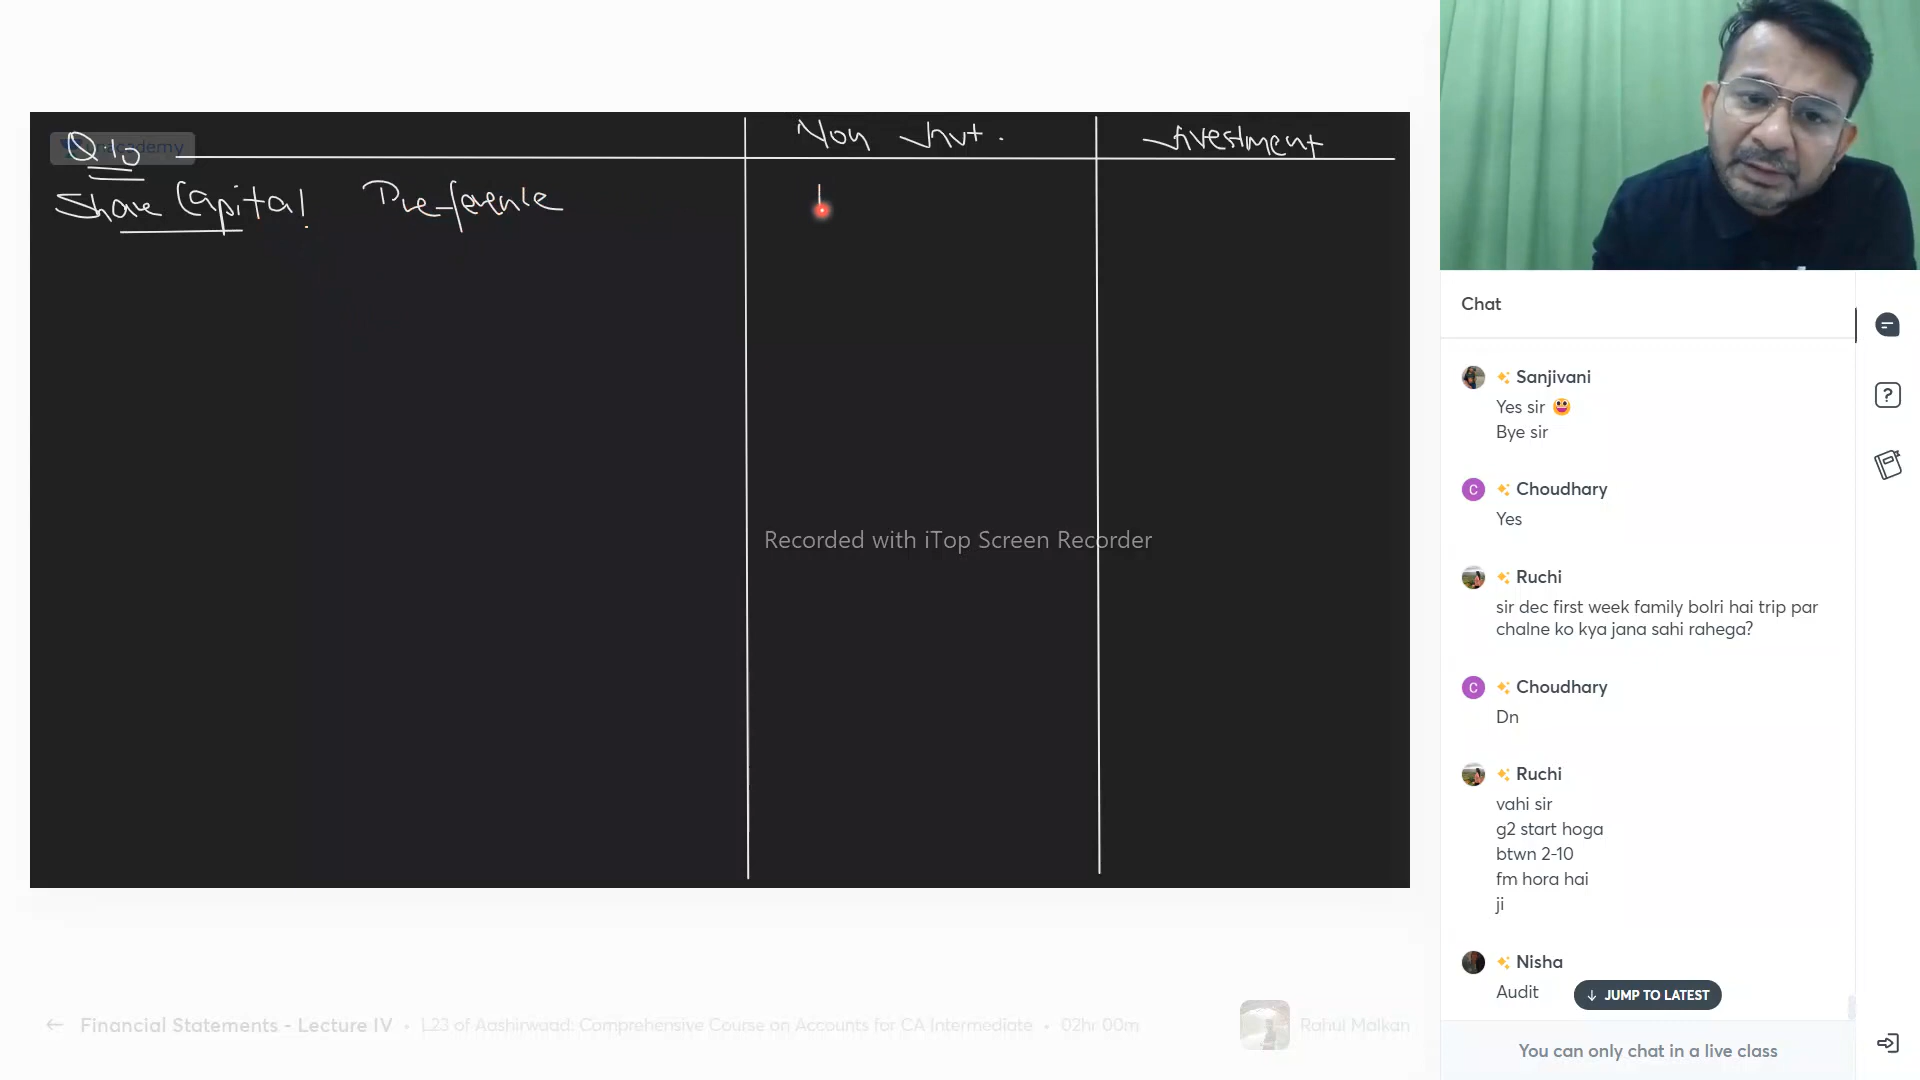 Q.10
unacademy
Non Invt.
Investment
Share Capital Preference
Recorded with iTop Screen Recorder
Chat
Sanjivani
Yes sir 😀
Bye sir
Choudhary
Yes
Ruchi
sir dec first week family bolri hai trip par
chalne ko kya jana sahi rahega?
Choudhary
Dn
Ruchi
vahi sir
g2 start hoga
btwn 2-10
fm hora hai
ji
Nisha
Audit
↓ JUMP TO LATEST
You can only chat in a live class
← Financial Statements - Lecture IV • L23 of Aashirwaad: Comprehensive Course on Accounts for CA Intermediate • 02hr 00m
Rahul Malkan
C
C
?